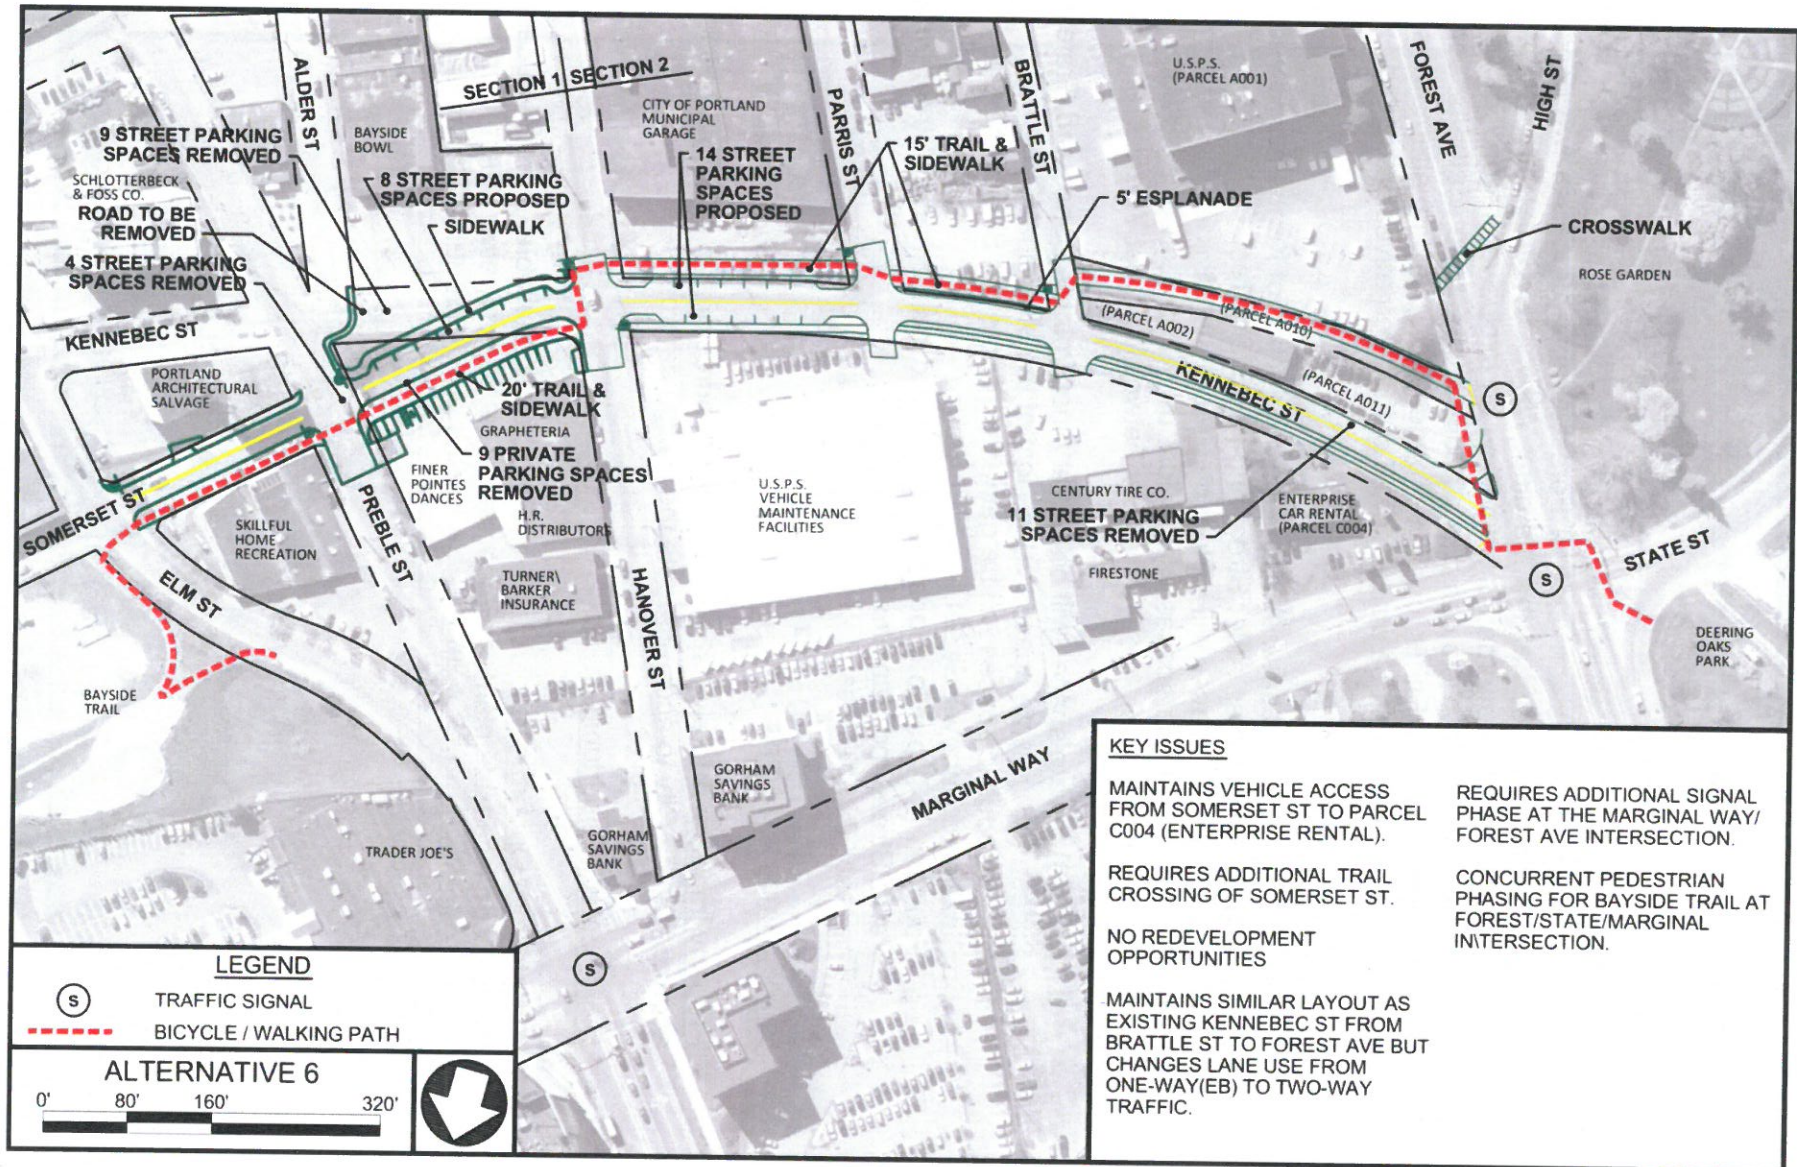 ALDER ST
SECTION 1
SECTION 2
PARRIS ST
BRATTLE ST
U.S.P.S.
(PARCEL A001)
FOREST AVE
HIGH ST
9 STREET PARKING
SPACES REMOVED
BAYSIDE
BOWL
CITY OF PORTLAND
MUNICIPAL
GARAGE
SCHLOTTERBECK
& FOSS CO.
ROAD TO BE
REMOVED
8 STREET PARKING
SPACES PROPOSED
SIDEWALK
14 STREET
PARKING
SPACES
PROPOSED
15' TRAIL &
SIDEWALK
5' ESPLANADE
CROSSWALK
ROSE GARDEN
4 STREET PARKING
SPACES REMOVED
KENNEBEC ST
(PARCEL A002)
(PARCEL A010)
(PARCEL A011)
KENNEBEC ST
PORTLAND
ARCHITECTURAL
SALVAGE
20' TRAIL &
SIDEWALK
GRAPHETERIA
9 PRIVATE
PARKING SPACES
REMOVED
FINER
POINTES
DANCES
H.R.
DISTRIBUTORS
U.S.P.S.
VEHICLE
MAINTENANCE
FACILITIES
CENTURY TIRE CO.
11 STREET PARKING
SPACES REMOVED
ENTERPRISE
CAR RENTAL
(PARCEL C004)
FIRESTONE
S
S
STATE ST
DEERING
OAKS
PARK
SOMERSET ST
SKILLFUL
HOME
RECREATION
ELM ST
PREBLE ST
TURNER\
BARKER
INSURANCE
HANOVER ST
BAYSIDE
TRAIL
TRADER JOE'S
GORHAM
SAVINGS
BANK
GORHAM
SAVINGS
BANK
MARGINAL WAY
S
KEY ISSUES
MAINTAINS VEHICLE ACCESS
FROM SOMERSET ST TO PARCEL
C004 (ENTERPRISE RENTAL).
REQUIRES ADDITIONAL TRAIL
CROSSING OF SOMERSET ST.
NO REDEVELOPMENT
OPPORTUNITIES
MAINTAINS SIMILAR LAYOUT AS
EXISTING KENNEBEC ST FROM
BRATTLE ST TO FOREST AVE BUT
CHANGES LANE USE FROM
ONE-WAY(EB) TO TWO-WAY
TRAFFIC.
REQUIRES ADDITIONAL SIGNAL
PHASE AT THE MARGINAL WAY/
FOREST AVE INTERSECTION.
CONCURRENT PEDESTRIAN
PHASING FOR BAYSIDE TRAIL AT
FOREST/STATE/MARGINAL
IN\TERSECTION.
LEGEND
S TRAFFIC SIGNAL
BICYCLE / WALKING PATH
ALTERNATIVE 6
0' 80' 160' 320'